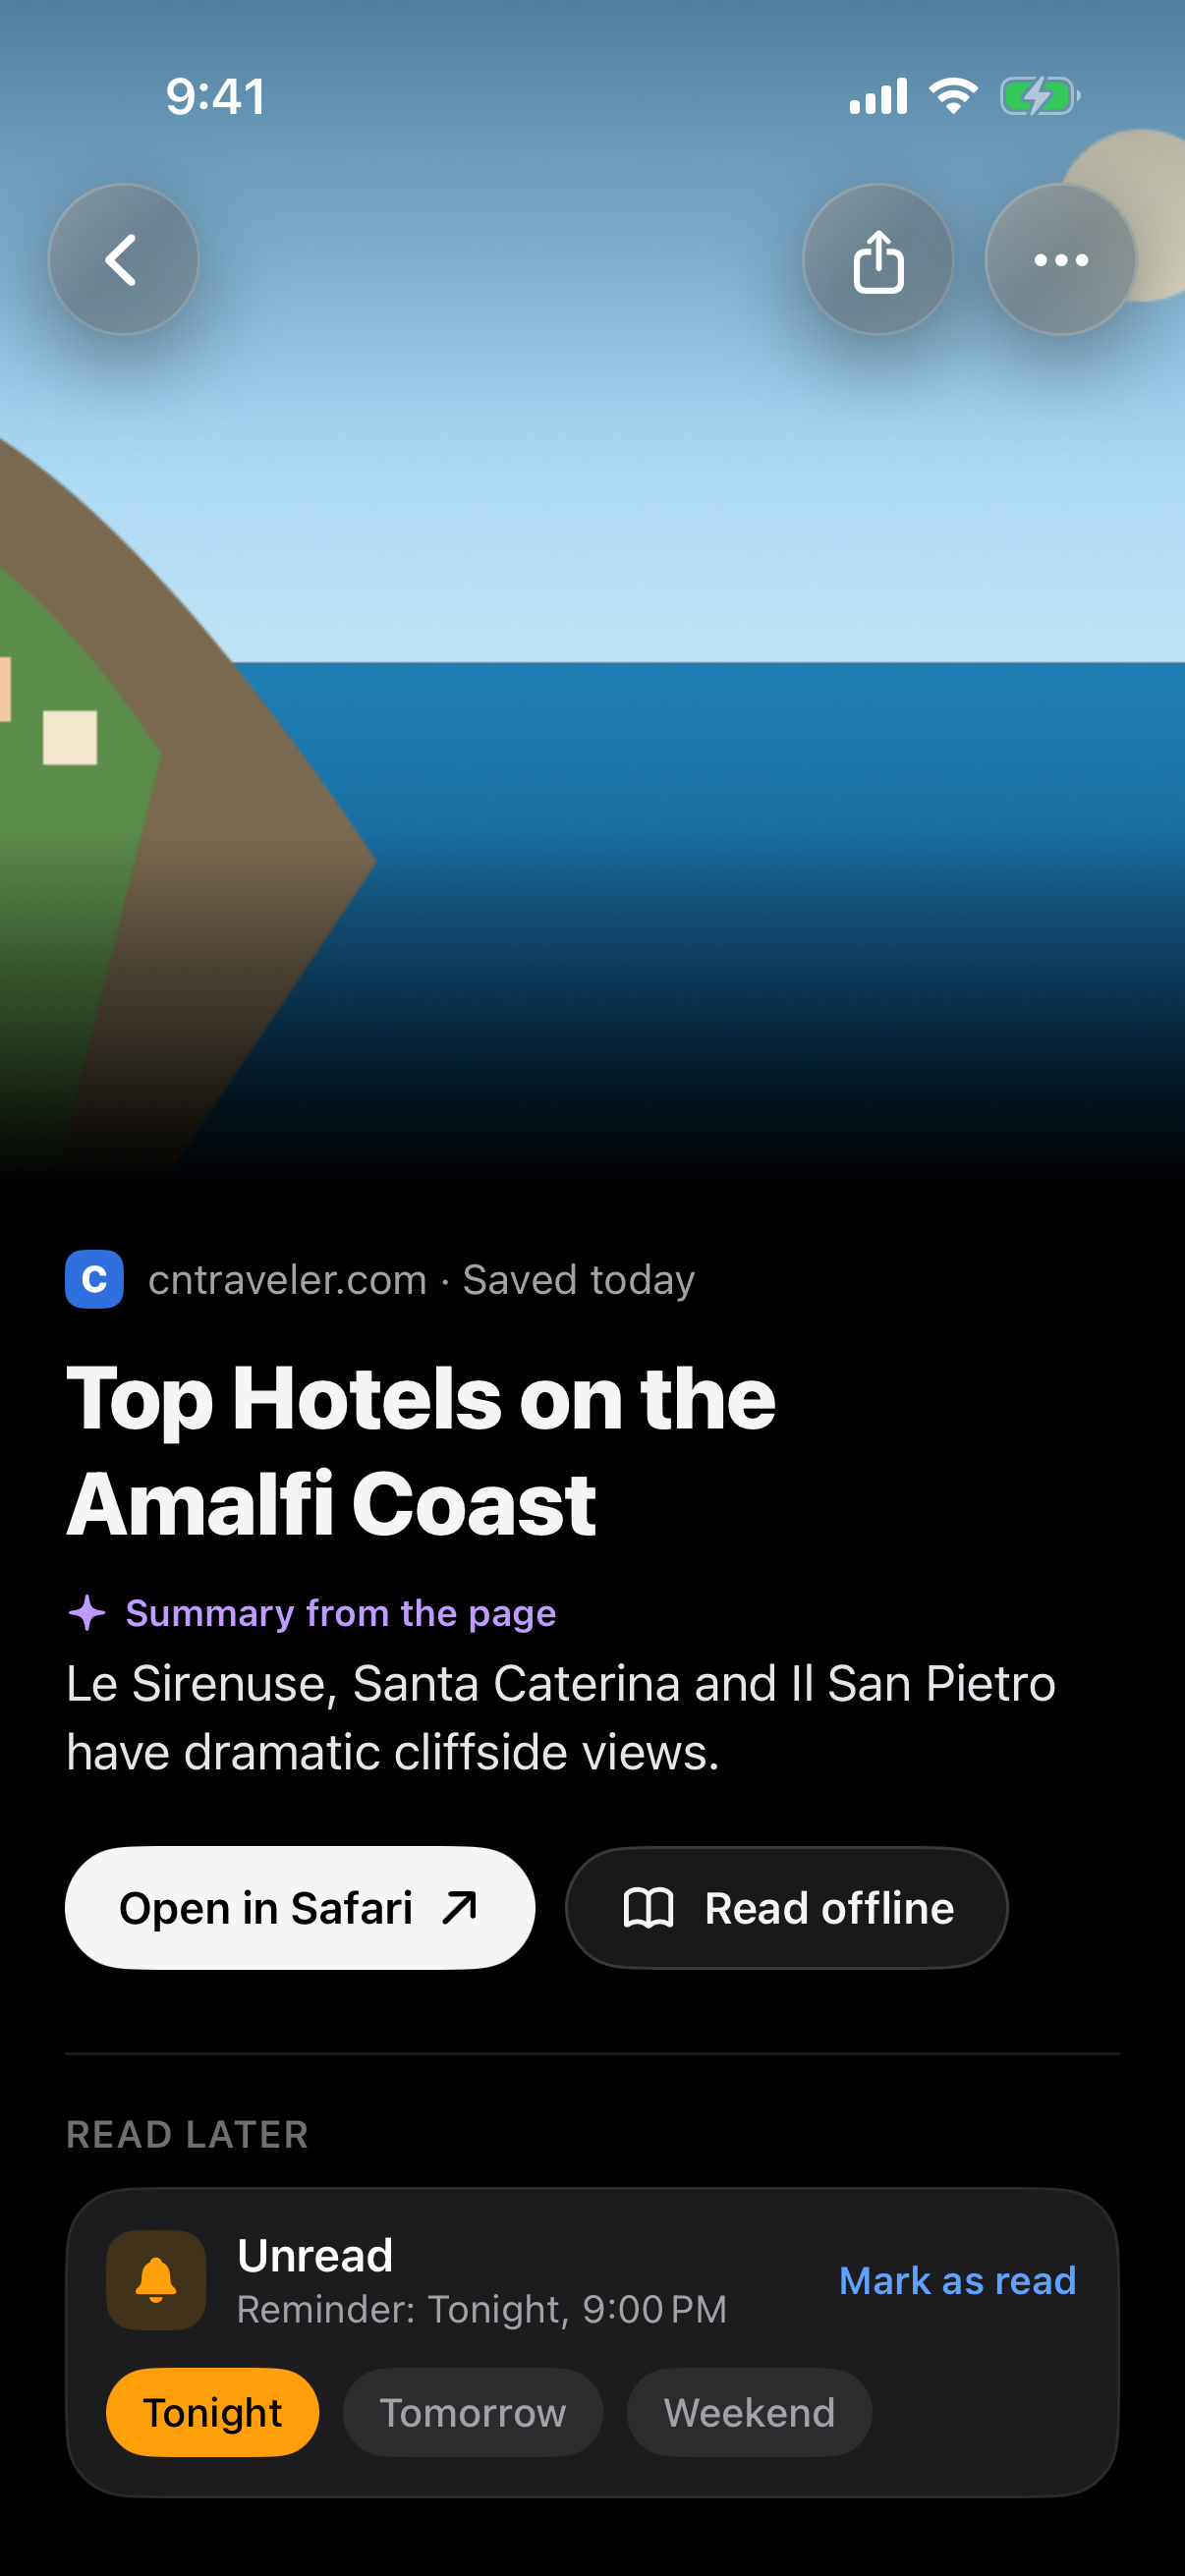 9:41
C cntraveler.com · Saved today
Top Hotels on the
Amalfi Coast
Summary from the page
Le Sirenuse, Santa Caterina and Il San Pietro
have dramatic cliffside views.
Open in Safari
Read offline
READ LATER
Unread
Reminder: Tonight, 9:00 PM
Mark as read
Tonight
Tomorrow
Weekend